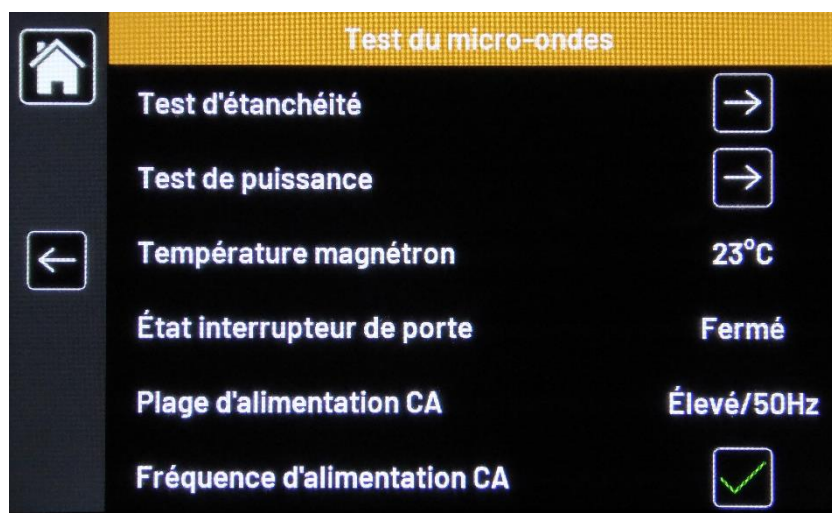 Test du micro-ondes
Test d'étanchéité
Test de puissance
Température magnétron 23°C
État interrupteur de porte Fermé
Plage d'alimentation CA Élevé/50Hz
Fréquence d'alimentation CA